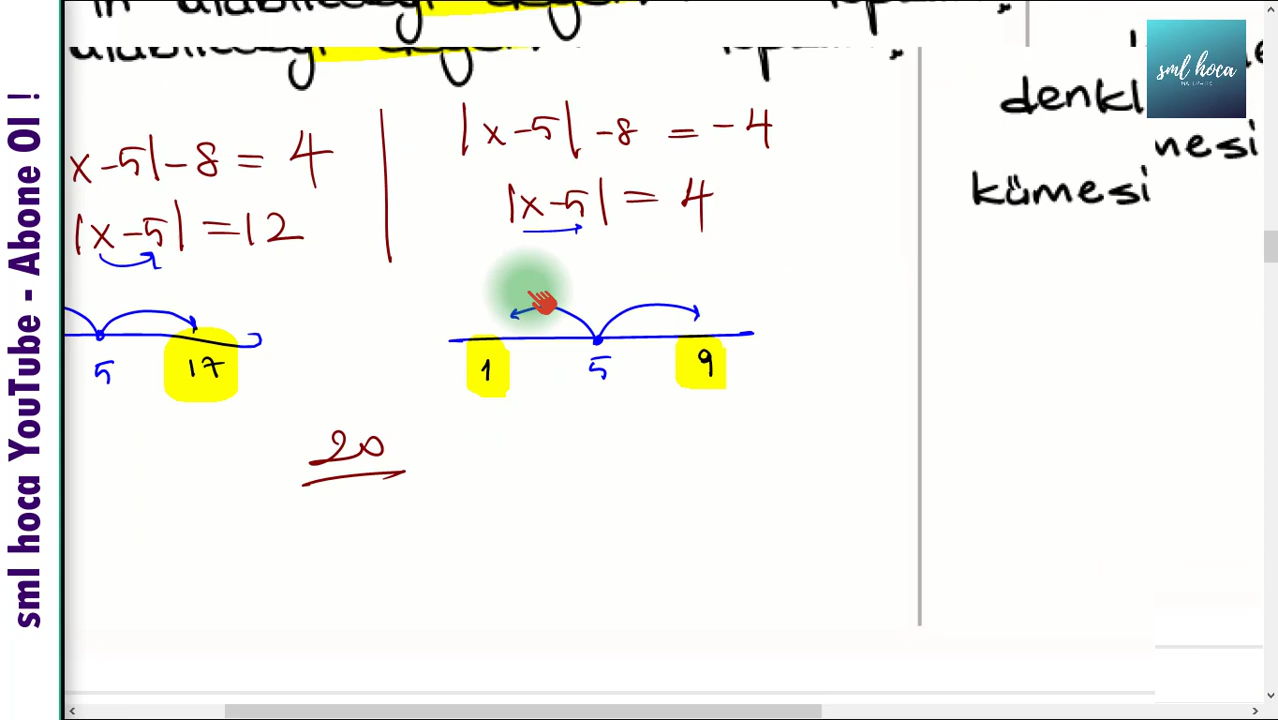 sml hoca YouTube - Abone Ol !
sml hoca
x-5|-8 = 4
|x-5| = 12
5
17
|x-5| -8 = -4
|x-5| = 4
1
5
9
20
denkl
mesi
kümesi